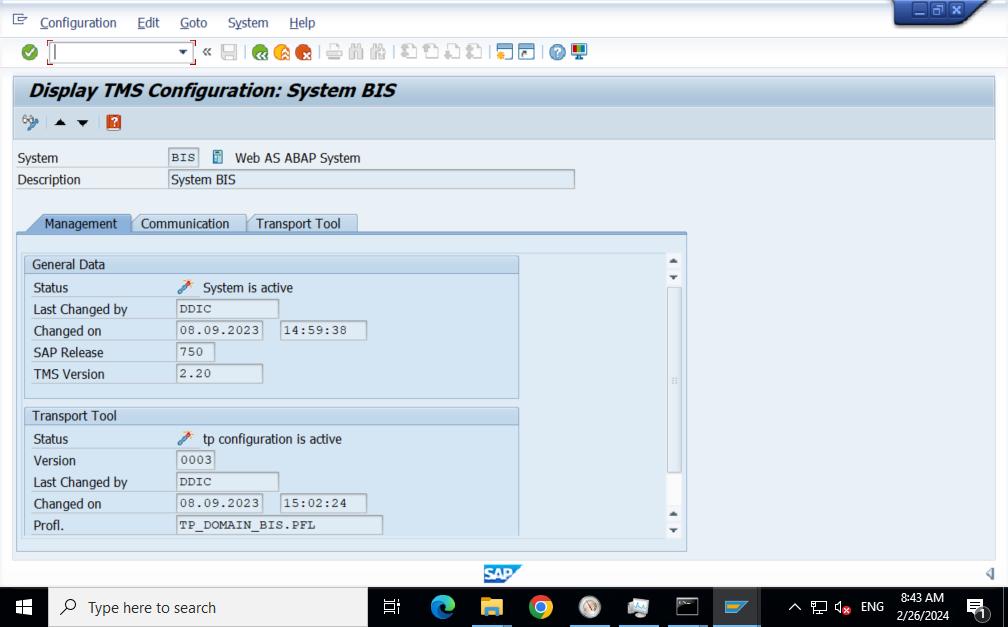 Configuration Edit Goto System Help
Display TMS Configuration: System BIS
System BIS Web AS ABAP System
Description System BIS
Management Communication Transport Tool
General Data
Status System is active
Last Changed by DDIC
Changed on 08.09.2023 14:59:38
SAP Release 750
TMS Version 2.20
Transport Tool
Status tp configuration is active
Version 0003
Last Changed by DDIC
Changed on 08.09.2023 15:02:24
Profl. TP_DOMAIN_BIS.PFL
SAP
Type here to search
ENG
8:43 AM
2/26/2024
1